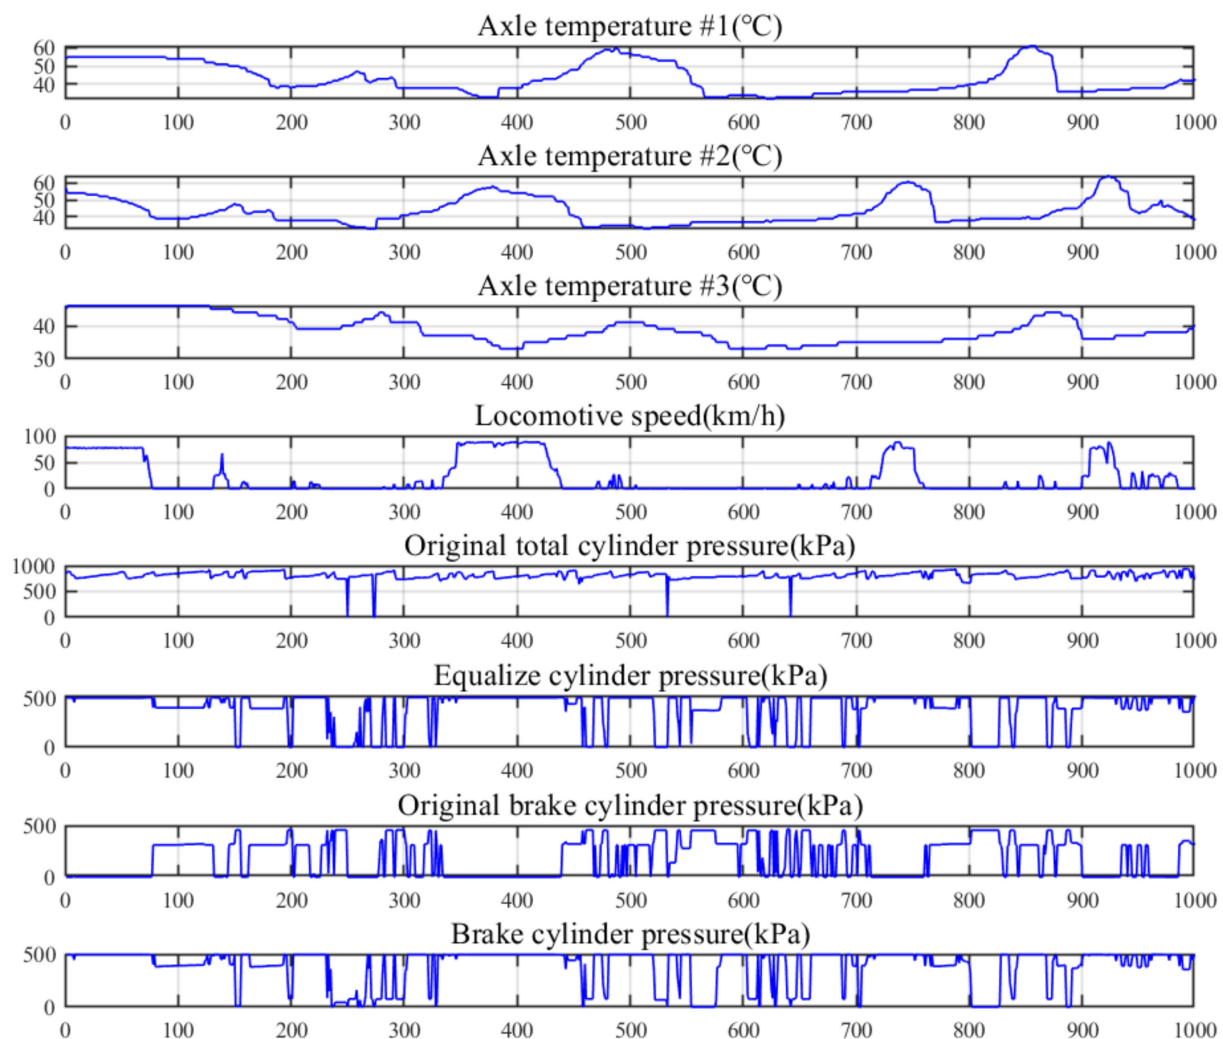 Axle temperature #1(℃)
60
50
40
0 100 200 300 400 500 600 700 800 900 1000
Axle temperature #2(℃)
60
50
40
0 100 200 300 400 500 600 700 800 900 1000
Axle temperature #3(℃)
40
30
0 100 200 300 400 500 600 700 800 900 1000
Locomotive speed(km/h)
100
50
0
0 100 200 300 400 500 600 700 800 900 1000
Original total cylinder pressure(kPa)
1000
500
0
0 100 200 300 400 500 600 700 800 900 1000
Equalize cylinder pressure(kPa)
500
0
0 100 200 300 400 500 600 700 800 900 1000
Original brake cylinder pressure(kPa)
500
0
0 100 200 300 400 500 600 700 800 900 1000
Brake cylinder pressure(kPa)
500
0
0 100 200 300 400 500 600 700 800 900 1000